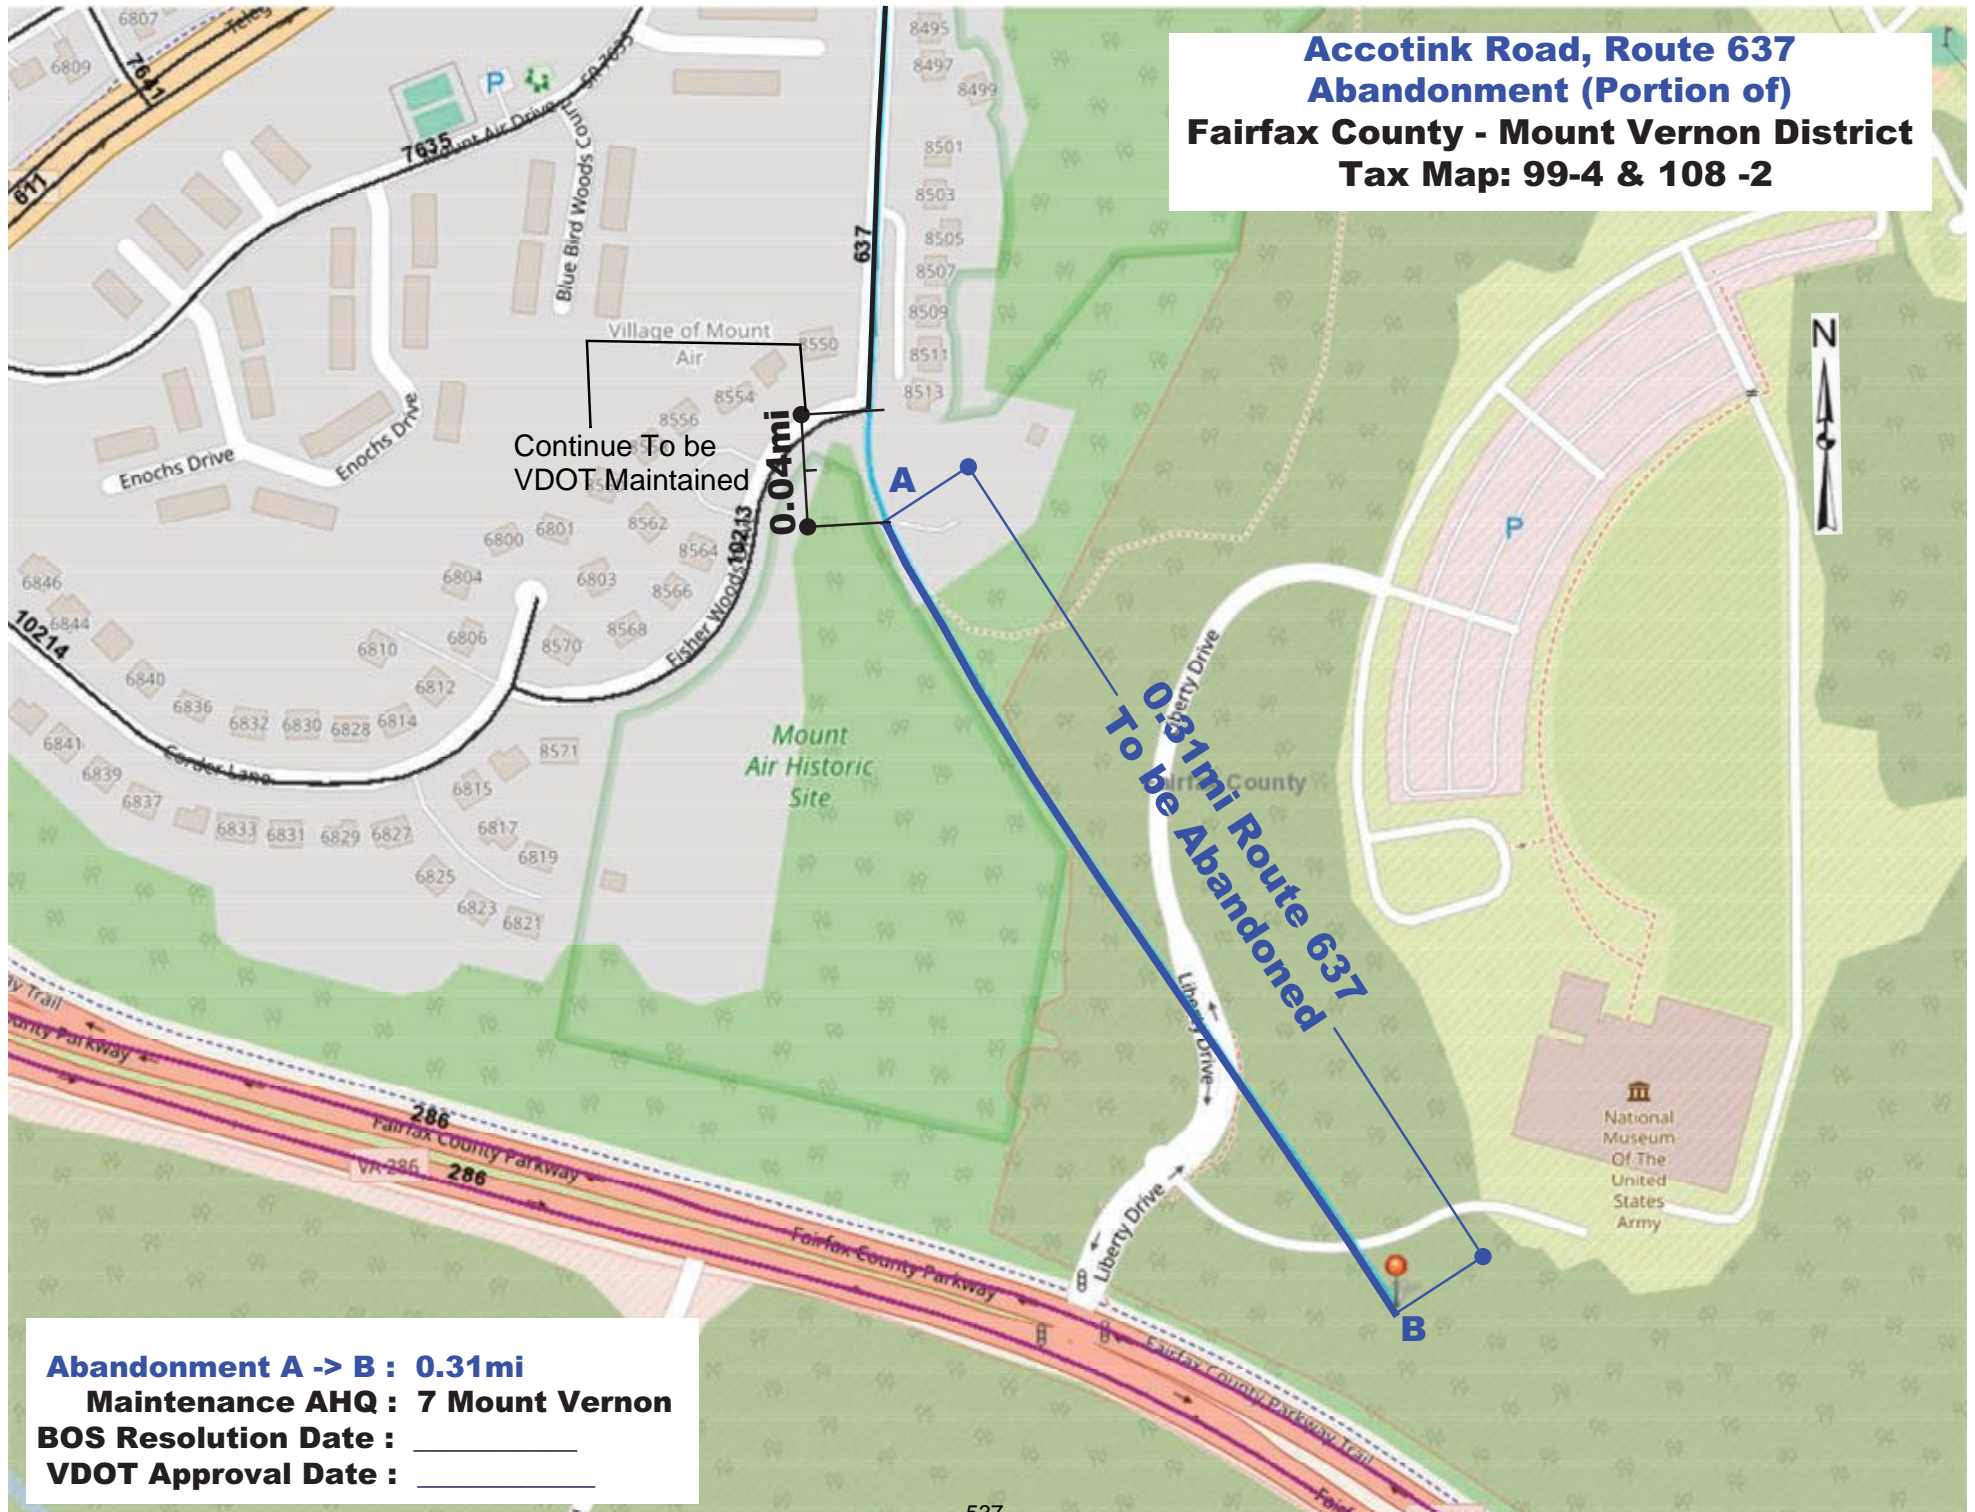 Accotink Road, Route 637
Abandonment (Portion of)
Fairfax County - Mount Vernon District
Tax Map: 99-4 & 108 -2
N
6807
6809
7641
611
7635
Mount Air Drive
SR 7635
P
Blue Bird Woods Court
8495
8497
8499
8501
8503
8505
8507
8509
8511
8513
637
Village of Mount
Air
8550
8554
8556
Continue To be
VDOT Maintained
0.04mi
A
Enochs Drive
Enochs Drive
10213
8562
8564
8566
8568
8570
6801
6800
6803
6804
6806
6810
6812
6814
Fisher Woods
6846
6844
10214
6840
6836
6832
6830
6828
6841
6839
6837
6833
6831
6829
6827
Corder Lane
8571
6815
6817
6819
6825
6823
6821
Mount
Air Historic
Site
Liberty Drive
Fairfax County
0.31mi Route 637
To be Abandoned
P
Liberty Drive
Liberty Drive
National
Museum
Of The
United
States
Army
B
County Parkway
286
Fairfax County Parkway
VA 286
286
Fairfax County Parkway
Fairfax County Parkway Trail
Abandonment A -> B : 0.31mi
Maintenance AHQ : 7 Mount Vernon
BOS Resolution Date : ___________
VDOT Approval Date : ____________
537